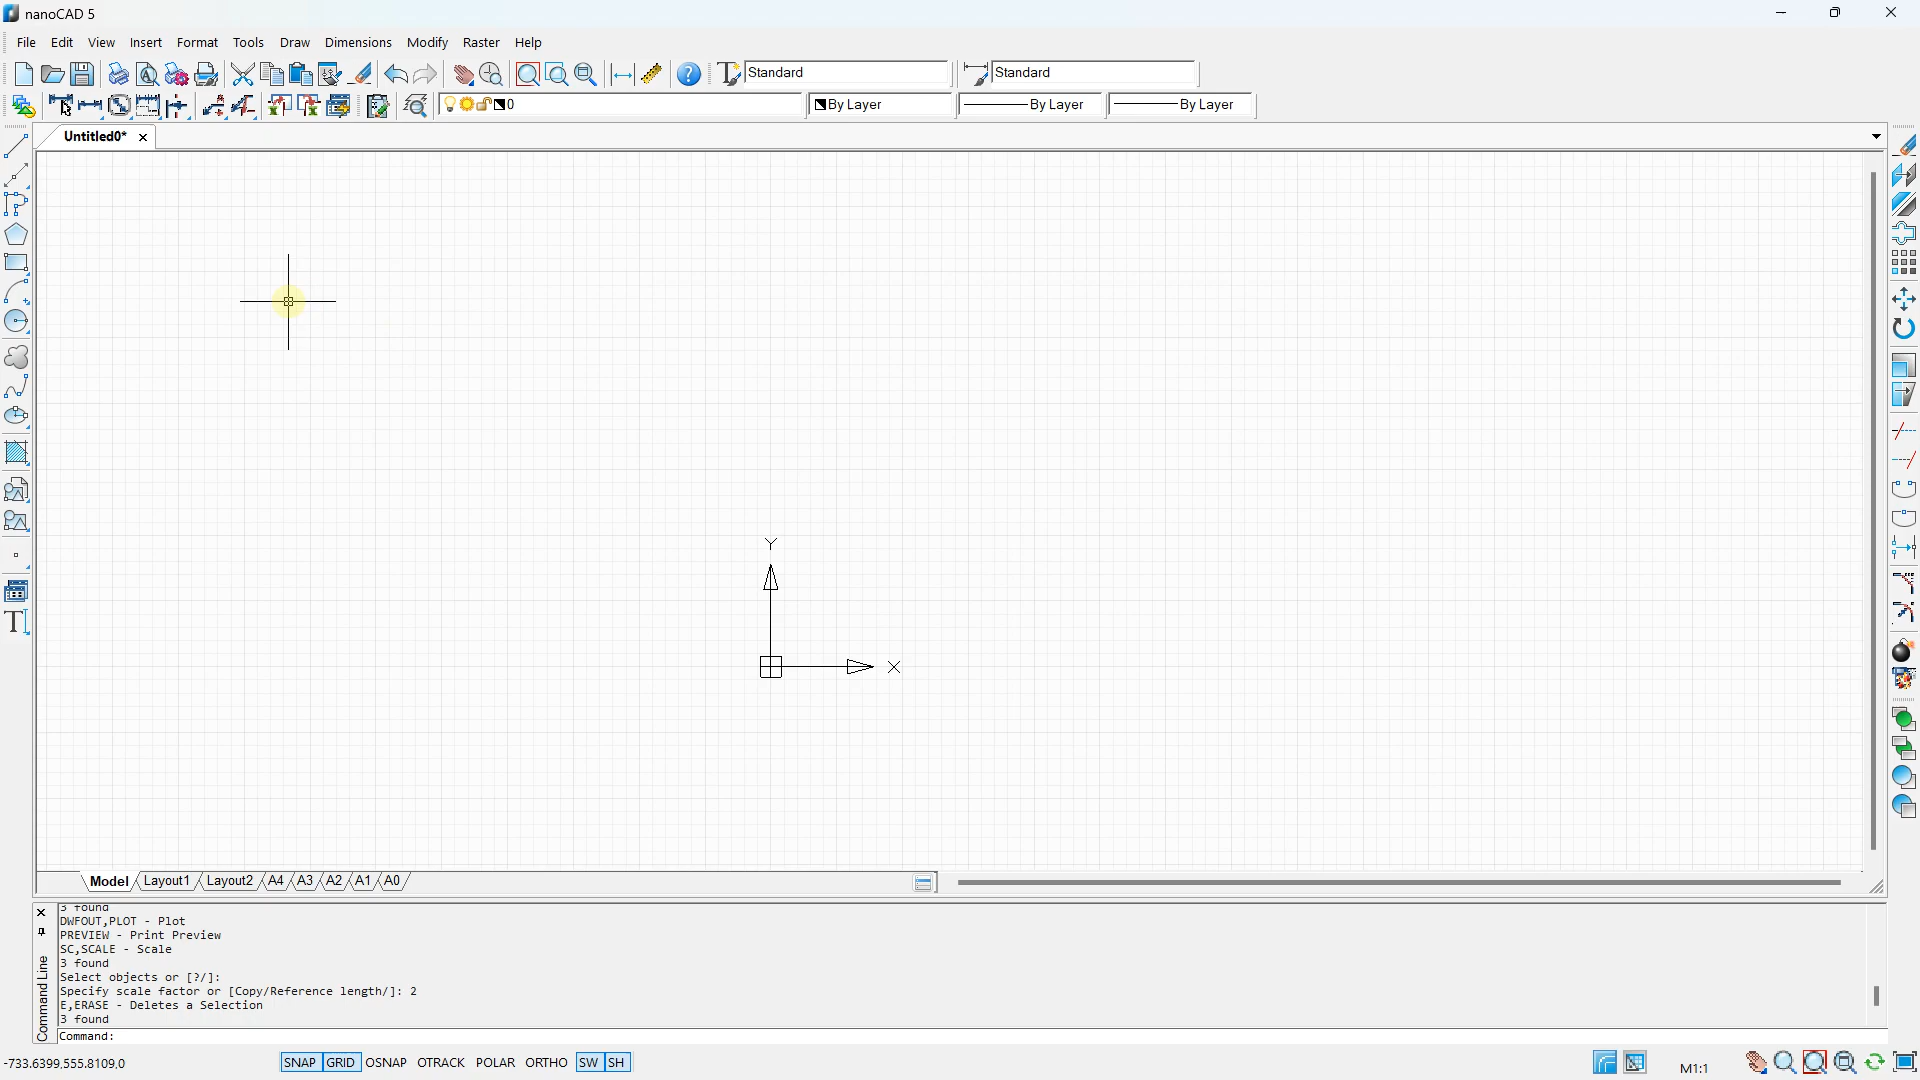 nanoCAD 5
File Edit View Insert Format Tools Draw Dimensions Modify Raster Help
Standard Standard
0 By Layer By Layer By Layer
Untitled0*
Y
X
Model Layout1 Layout2 A4 A3 A2 A1 A0
3 found
DWFOUT,PLOT - Plot
PREVIEW - Print Preview
SC,SCALE - Scale
3 found
Select objects or [?/]:
Specify scale factor or [Copy/Reference length/]: 2
E,ERASE - Deletes a Selection
3 found
Command:
Command Line
-733.6399,555.8109,0 SNAP GRID OSNAP OTRACK POLAR ORTHO SW SH M1:1